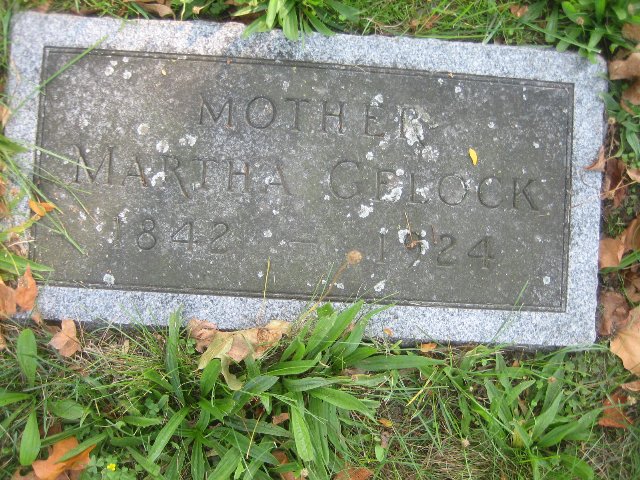 MOTHER
MARTHA GELOCK
1842 - 1924